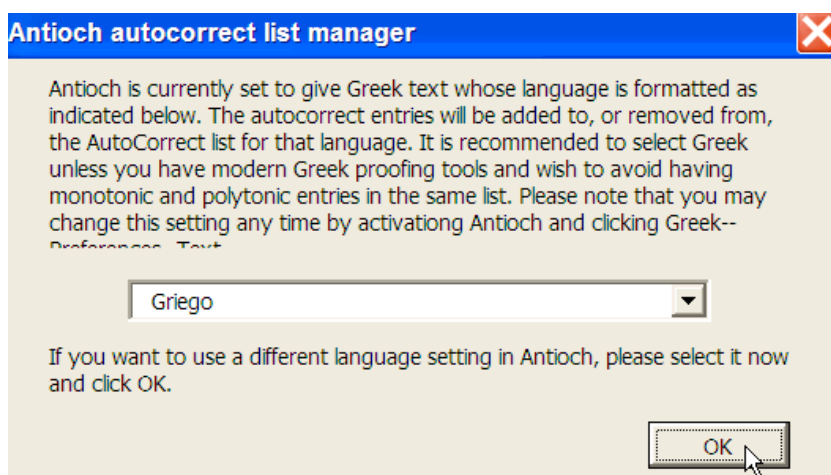 Antioch autocorrect list manager
Antioch is currently set to give Greek text whose language is formatted as
indicated below. The autocorrect entries will be added to, or removed from,
the AutoCorrect list for that language. It is recommended to select Greek
unless you have modern Greek proofing tools and wish to avoid having
monotonic and polytonic entries in the same list. Please note that you may
change this setting any time by activationg Antioch and clicking Greek--
Preferences--Text
Griego
If you want to use a different language setting in Antioch, please select it now
and click OK.
OK